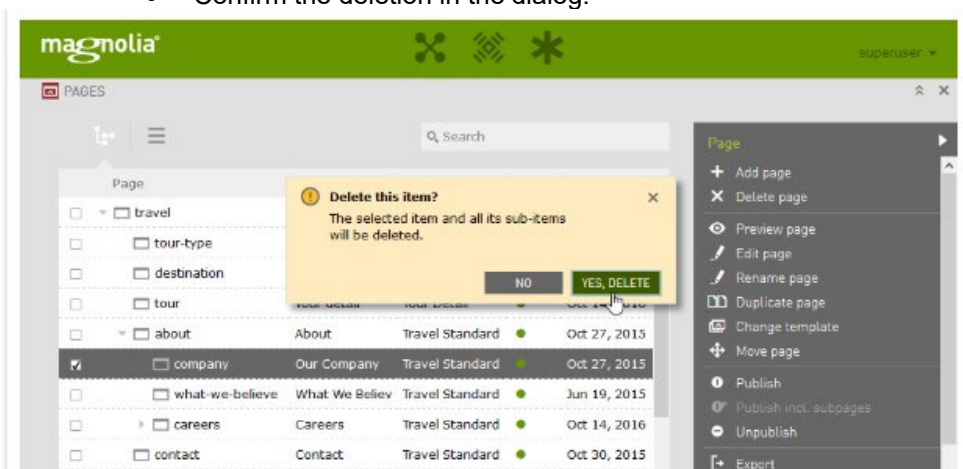 Confirm the deletion in the dialog.
magnolia
superuser
PAGES
Search
Page
Page
Add page
Delete this item?
Delete page
travel
The selected item and all its sub-items
will be deleted.
Preview page
tour-type
Edit page
destination
NO YES, DELETE
Rename page
tour Tour Detail Tour Detail
Duplicate page
about About Travel Standard Oct 27, 2015
Change template
Move page
company Our Company Travel Standard Oct 27, 2015
Publish
what-we-believe What We Believ Travel Standard Jun 19, 2015
Publish incl. subpages
careers Careers Travel Standard Oct 14, 2016
Unpublish
contact Contact Travel Standard Oct 30, 2015
Export